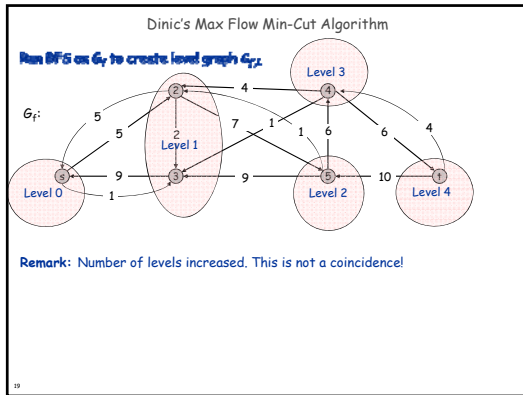 Dinic's Max Flow Min-Cut Algorithm
Run BFS on Gf to create level graph Gf,L
Level 3
2
4
4
Gf:
5
5
2
7
1
1
6
6
4
Level 1
s
9
3
9
5
10
t
Level 0
1
Level 2
Level 4
Remark: Number of levels increased. This is not a coincidence!
19